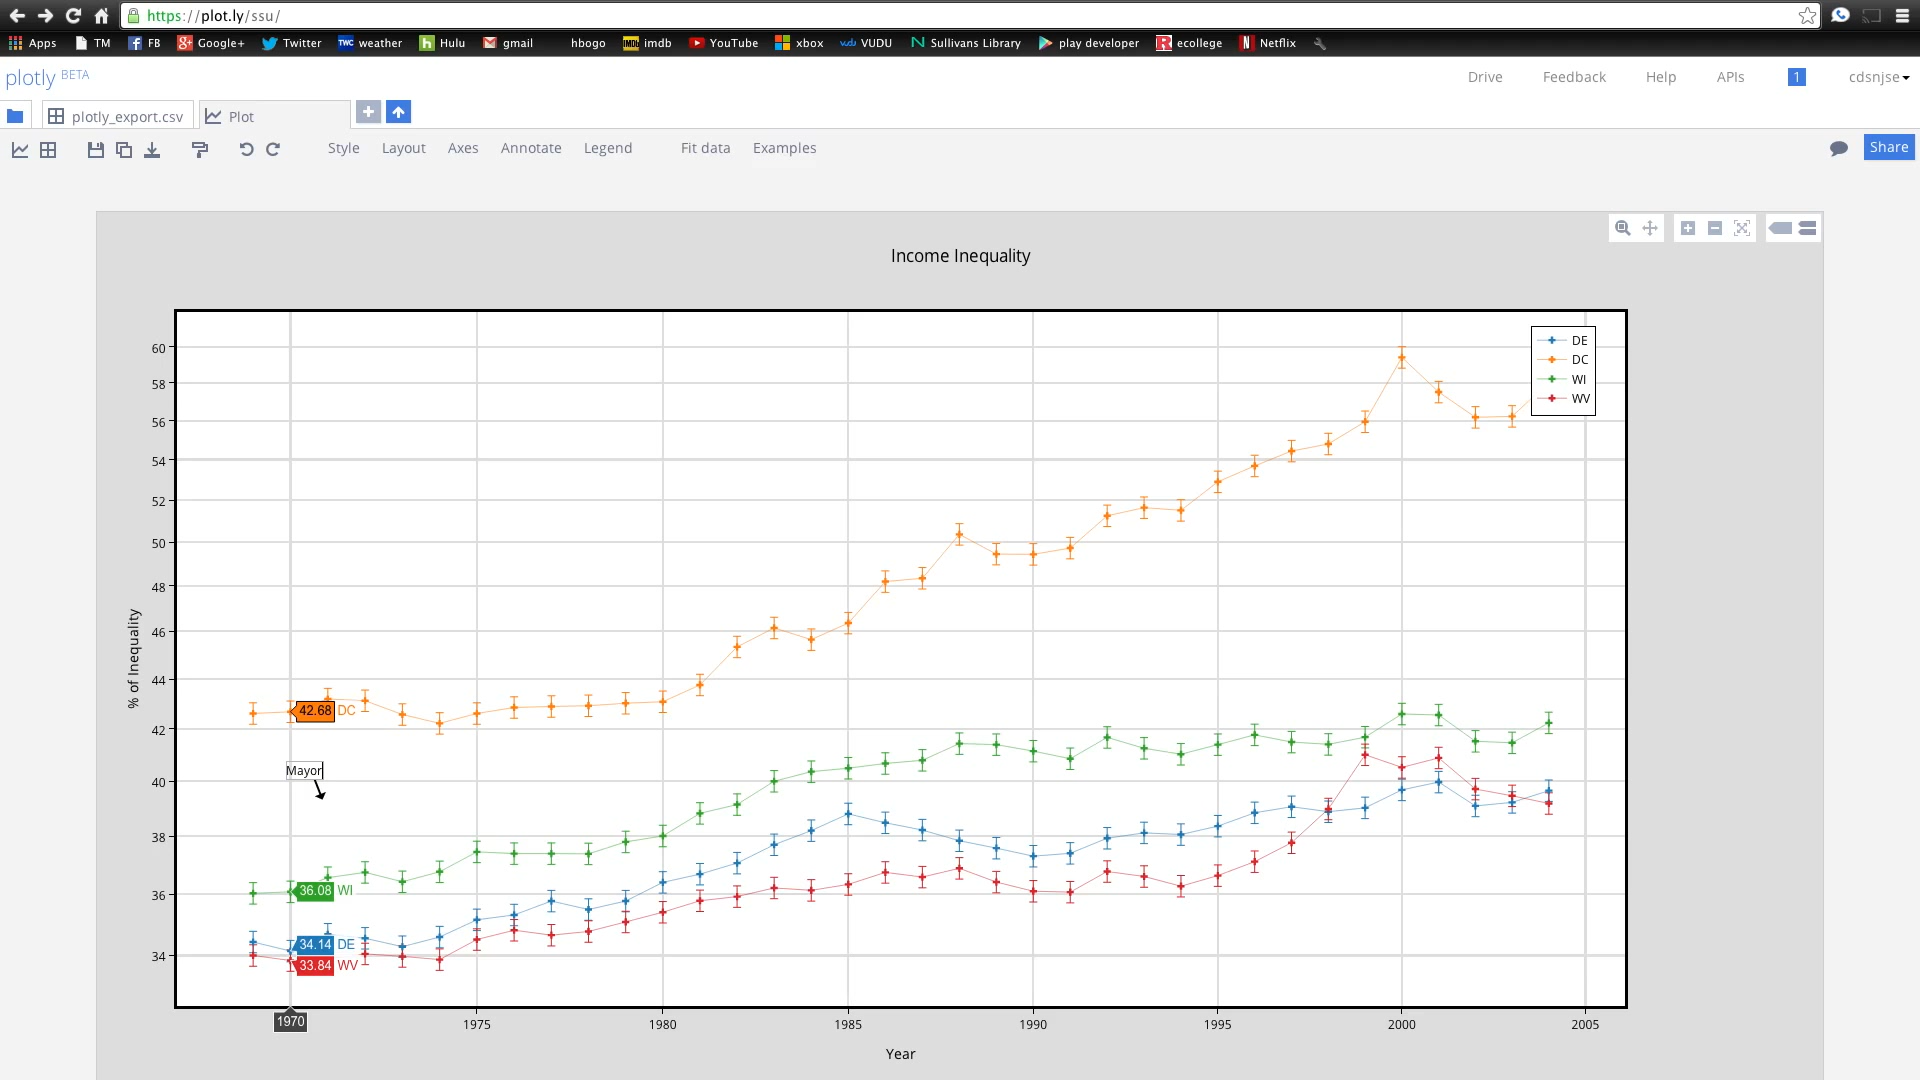 https://plot.ly/ssu/
Apps TM FB Google+ Twitter TWC weather h Hulu gmail hbogo IMDb imdb YouTube xbox vdu VUDU N Sullivans Library play developer R ecollege N Netflix
plotly BETA
Drive Feedback Help APIs 1 cdsnjse
plotly_export.csv Plot
Style Layout Axes Annotate Legend Fit data Examples
Share
Income Inequality
DE
DC
WI
WV
60
58
56
54
52
50
48
46
44
42
40
38
36
34
% of Inequality
42.68 DC
Mayor
36.08 WI
34.14 DE
33.84 WV
1970 1975 1980 1985 1990 1995 2000 2005
Year